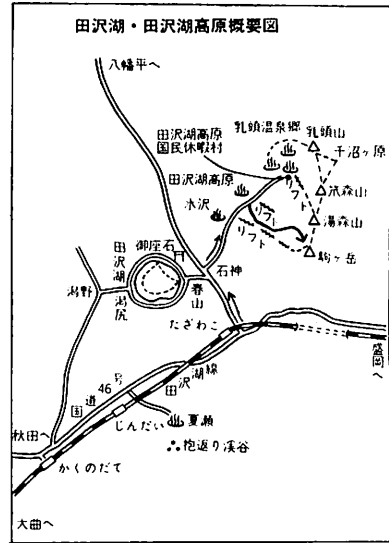 田沢湖・田沢湖高原概要図
八幡平へ
乳頭温泉郷
乳頭山
千沼ヶ原
田沢湖高原
国民休暇村
リフト
笊森山
田沢湖高原
水沢
リフト
湯森山
リフト
駒ヶ岳
御座石
田沢湖
潟尻
春山
石神
潟野
たざわこ
盛岡へ
国道46号
田沢湖線
秋田へ
じんだい
夏瀬
抱返り渓谷
かくのだて
大曲へ